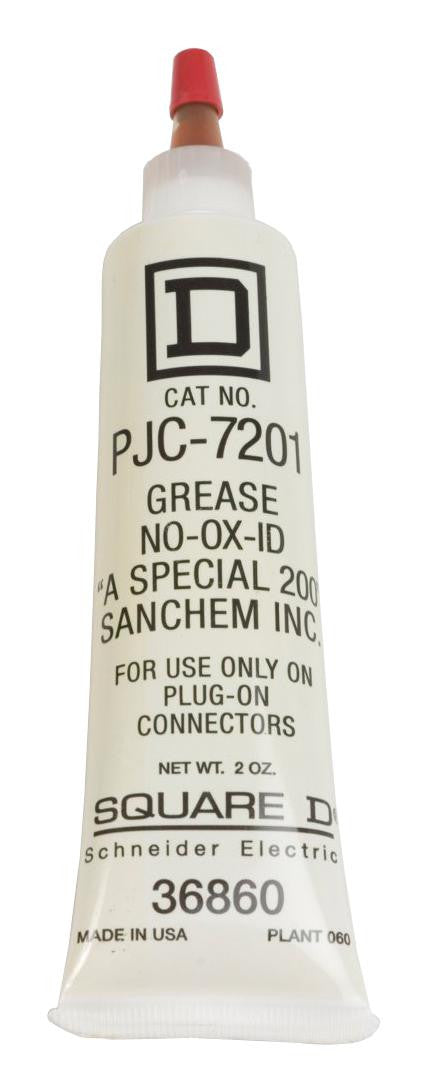 D
CAT NO.
PJC-7201
GREASE
NO-OX-ID
"A SPECIAL 200
SANCHEM INC.
FOR USE ONLY ON
PLUG-ON
CONNECTORS
NET WT. 2 OZ.
SQUARE D
Schneider Electric
36860
MADE IN USA PLANT 060